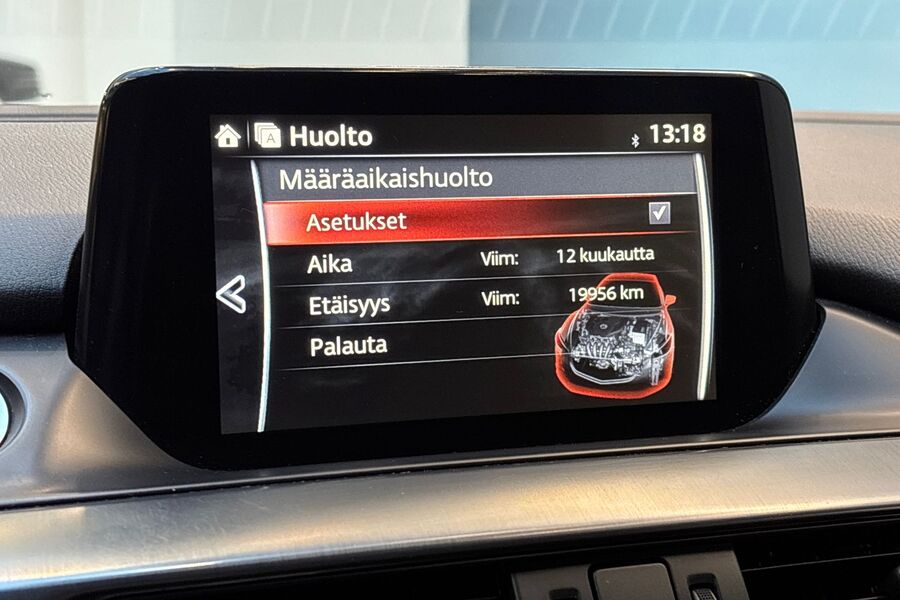 A Huolto 13:18
Määräaikaishuolto
Asetukset
Aika Viim: 12 kuukautta
Etäisyys Viim: 19956 km
Palauta